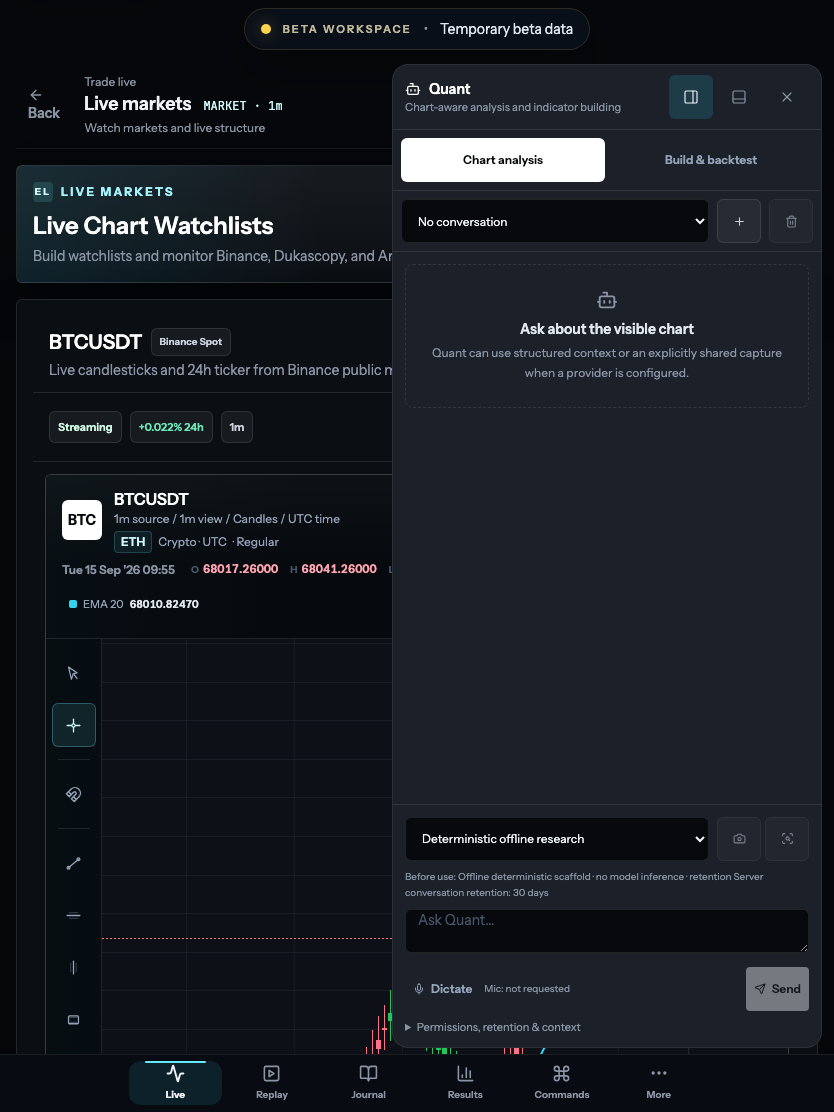 BETA WORKSPACE · Temporary beta data
Back
Trade live
Live markets MARKET · 1m
Watch markets and live structure
EL LIVE MARKETS
Live Chart Watchlists
Build watchlists and monitor Binance, Dukascopy, and
BTCUSDT Binance Spot
Live candlesticks and 24h ticker from Binance public
Streaming +0.022% 24h 1m
BTC
BTCUSDT
1m source / 1m view / Candles / UTC time
ETH Crypto · UTC · Regular
Tue 15 Sep '26 09:55 O 68017.26000 H 68041.26000
EMA 20 68010.82470
Quant
Chart-aware analysis and indicator building
Chart analysis Build & backtest
No conversation
Ask about the visible chart
Quant can use structured context or an explicitly shared capture
when a provider is configured.
Deterministic offline research
Before use: Offline deterministic scaffold · no model inference · retention Server
conversation retention: 30 days
Ask Quant...
Dictate Mic: not requested Send
Permissions, retention & context
Live Replay Journal Results Commands More